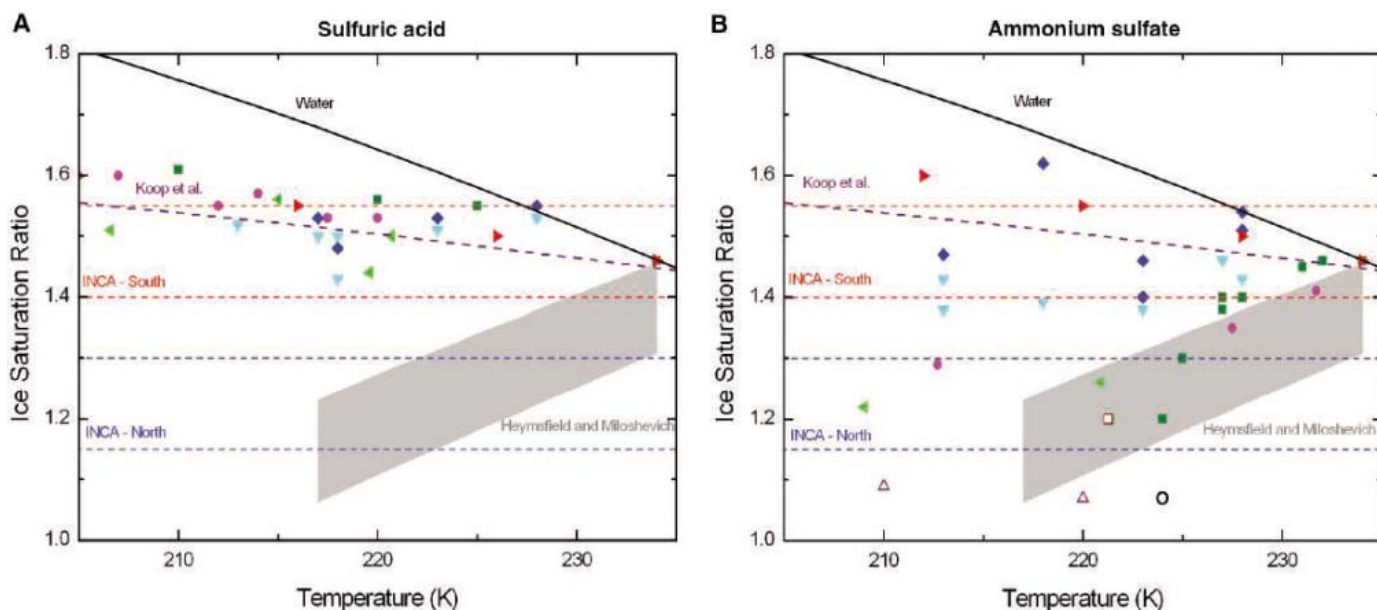 A
Sulfuric acid
1.8
1.6
1.4
1.2
1.0
Ice Saturation Ratio
Water
Koop et al.
INCA - South
INCA - North
Heymsfield and Miloshevich
210
220
230
Temperature (K)
B
Ammonium sulfate
1.8
1.6
1.4
1.2
1.0
Ice Saturation Ratio
Water
Koop et al.
INCA - South
INCA - North
Heymsfield and Miloshevich
210
220
230
Temperature (K)